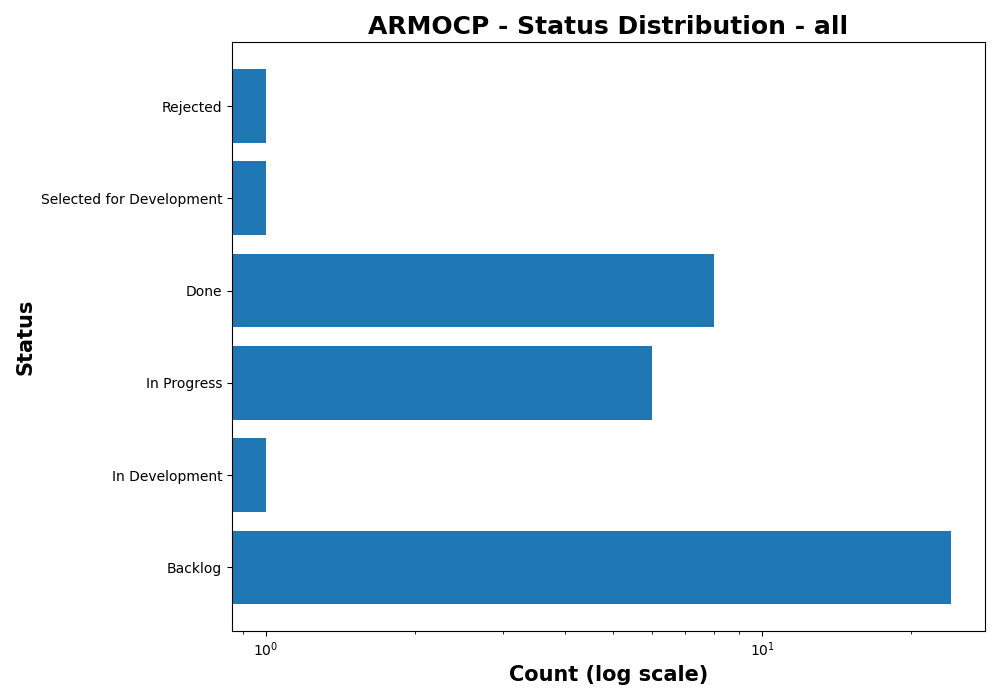 ARMOCP - Status Distribution - all
Rejected
Selected for Development
Done
In Progress
In Development
Backlog
Status
10⁰
10¹
Count (log scale)